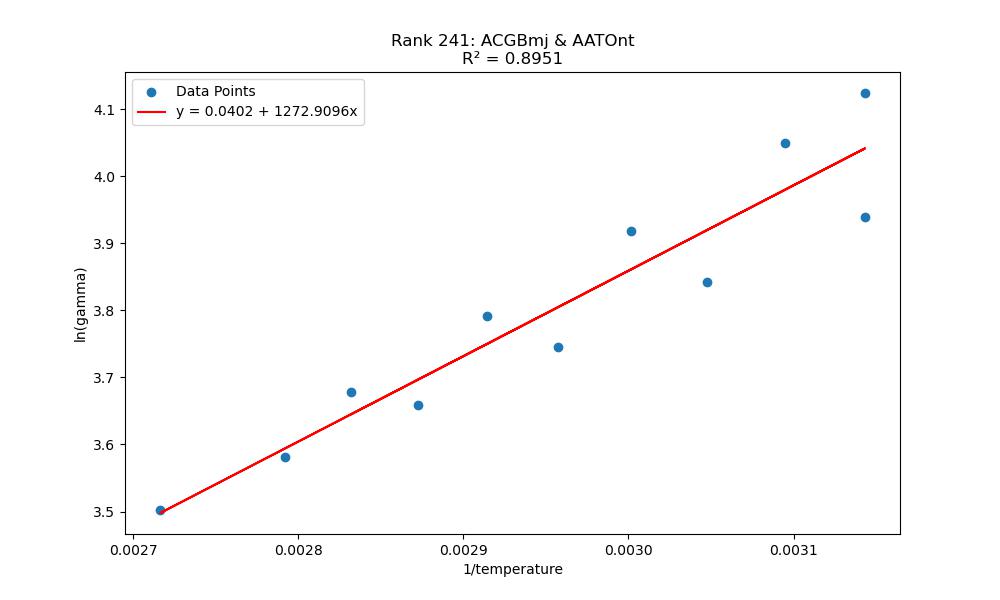 Rank 241: ACGBmj & AATOnt
R² = 0.8951
Data Points
y = 0.0402 + 1272.9096x
4.1
4.0
3.9
3.8
3.7
3.6
3.5
ln(gamma)
0.0027 0.0028 0.0029 0.0030 0.0031
1/temperature